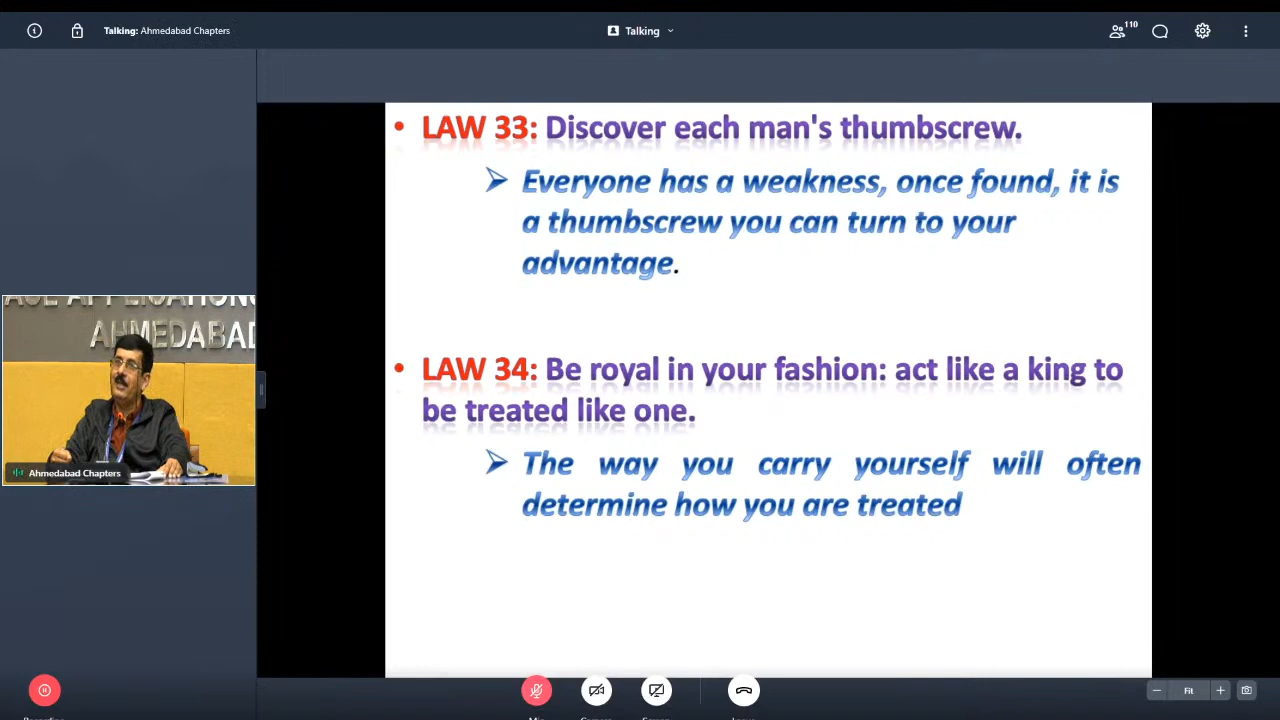 Talking: Ahmedabad Chapters
Talking
110
• LAW 33: Discover each man's thumbscrew.
➢ Everyone has a weakness, once found, it is
a thumbscrew you can turn to your
advantage.
• LAW 34: Be royal in your fashion: act like a king to
be treated like one.
➢ The way you carry yourself will often
determine how you are treated
AHMEDABAD
Ahmedabad Chapters
Fit